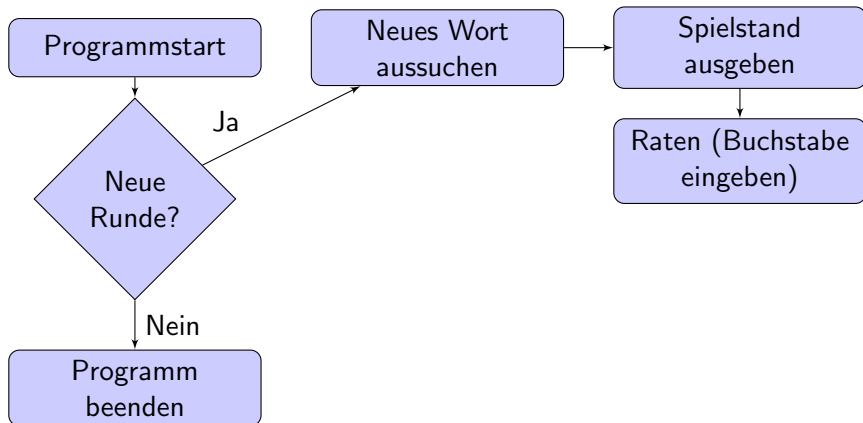 Programmstart
Neue
Runde?
Ja
Nein
Programm
beenden
Neues Wort
aussuchen
Spielstand
ausgeben
Raten (Buchstabe
eingeben)